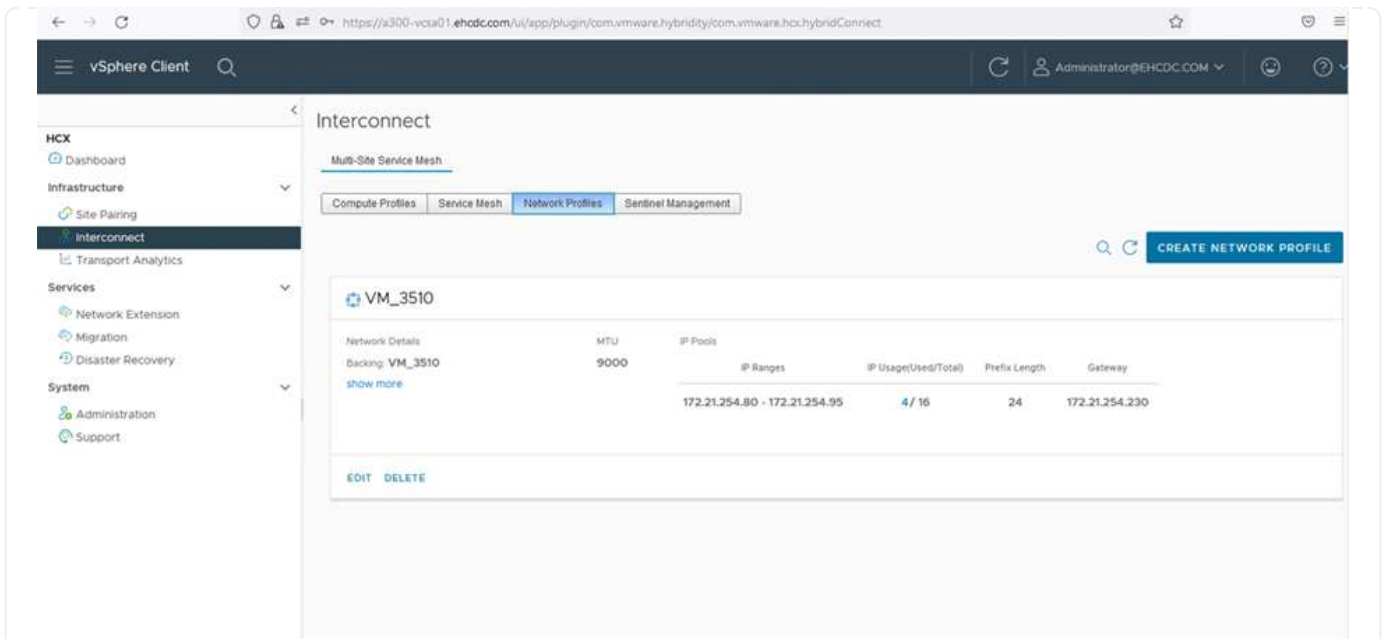 https://a300-vcsa01.ehcdc.com/ui/app/plugin/com.vmware.hybridity/com.vmware.hcx.hybridConnect
vSphere Client
Administrator@EHCDC.COM
HCX
Dashboard
Infrastructure
Site Pairing
Interconnect
Transport Analytics
Services
Network Extension
Migration
Disaster Recovery
System
Administration
Support
Interconnect
Multi-Site Service Mesh
Compute Profiles Service Mesh Network Profiles Sentinel Management
CREATE NETWORK PROFILE
VM_3510
Network Details MTU IP Pools
Backing: VM_3510 9000
show more
IP Ranges IP Usage(Used/Total) Prefix Length Gateway
172.21.254.80 - 172.21.254.95 4/ 16 24 172.21.254.230
EDIT DELETE